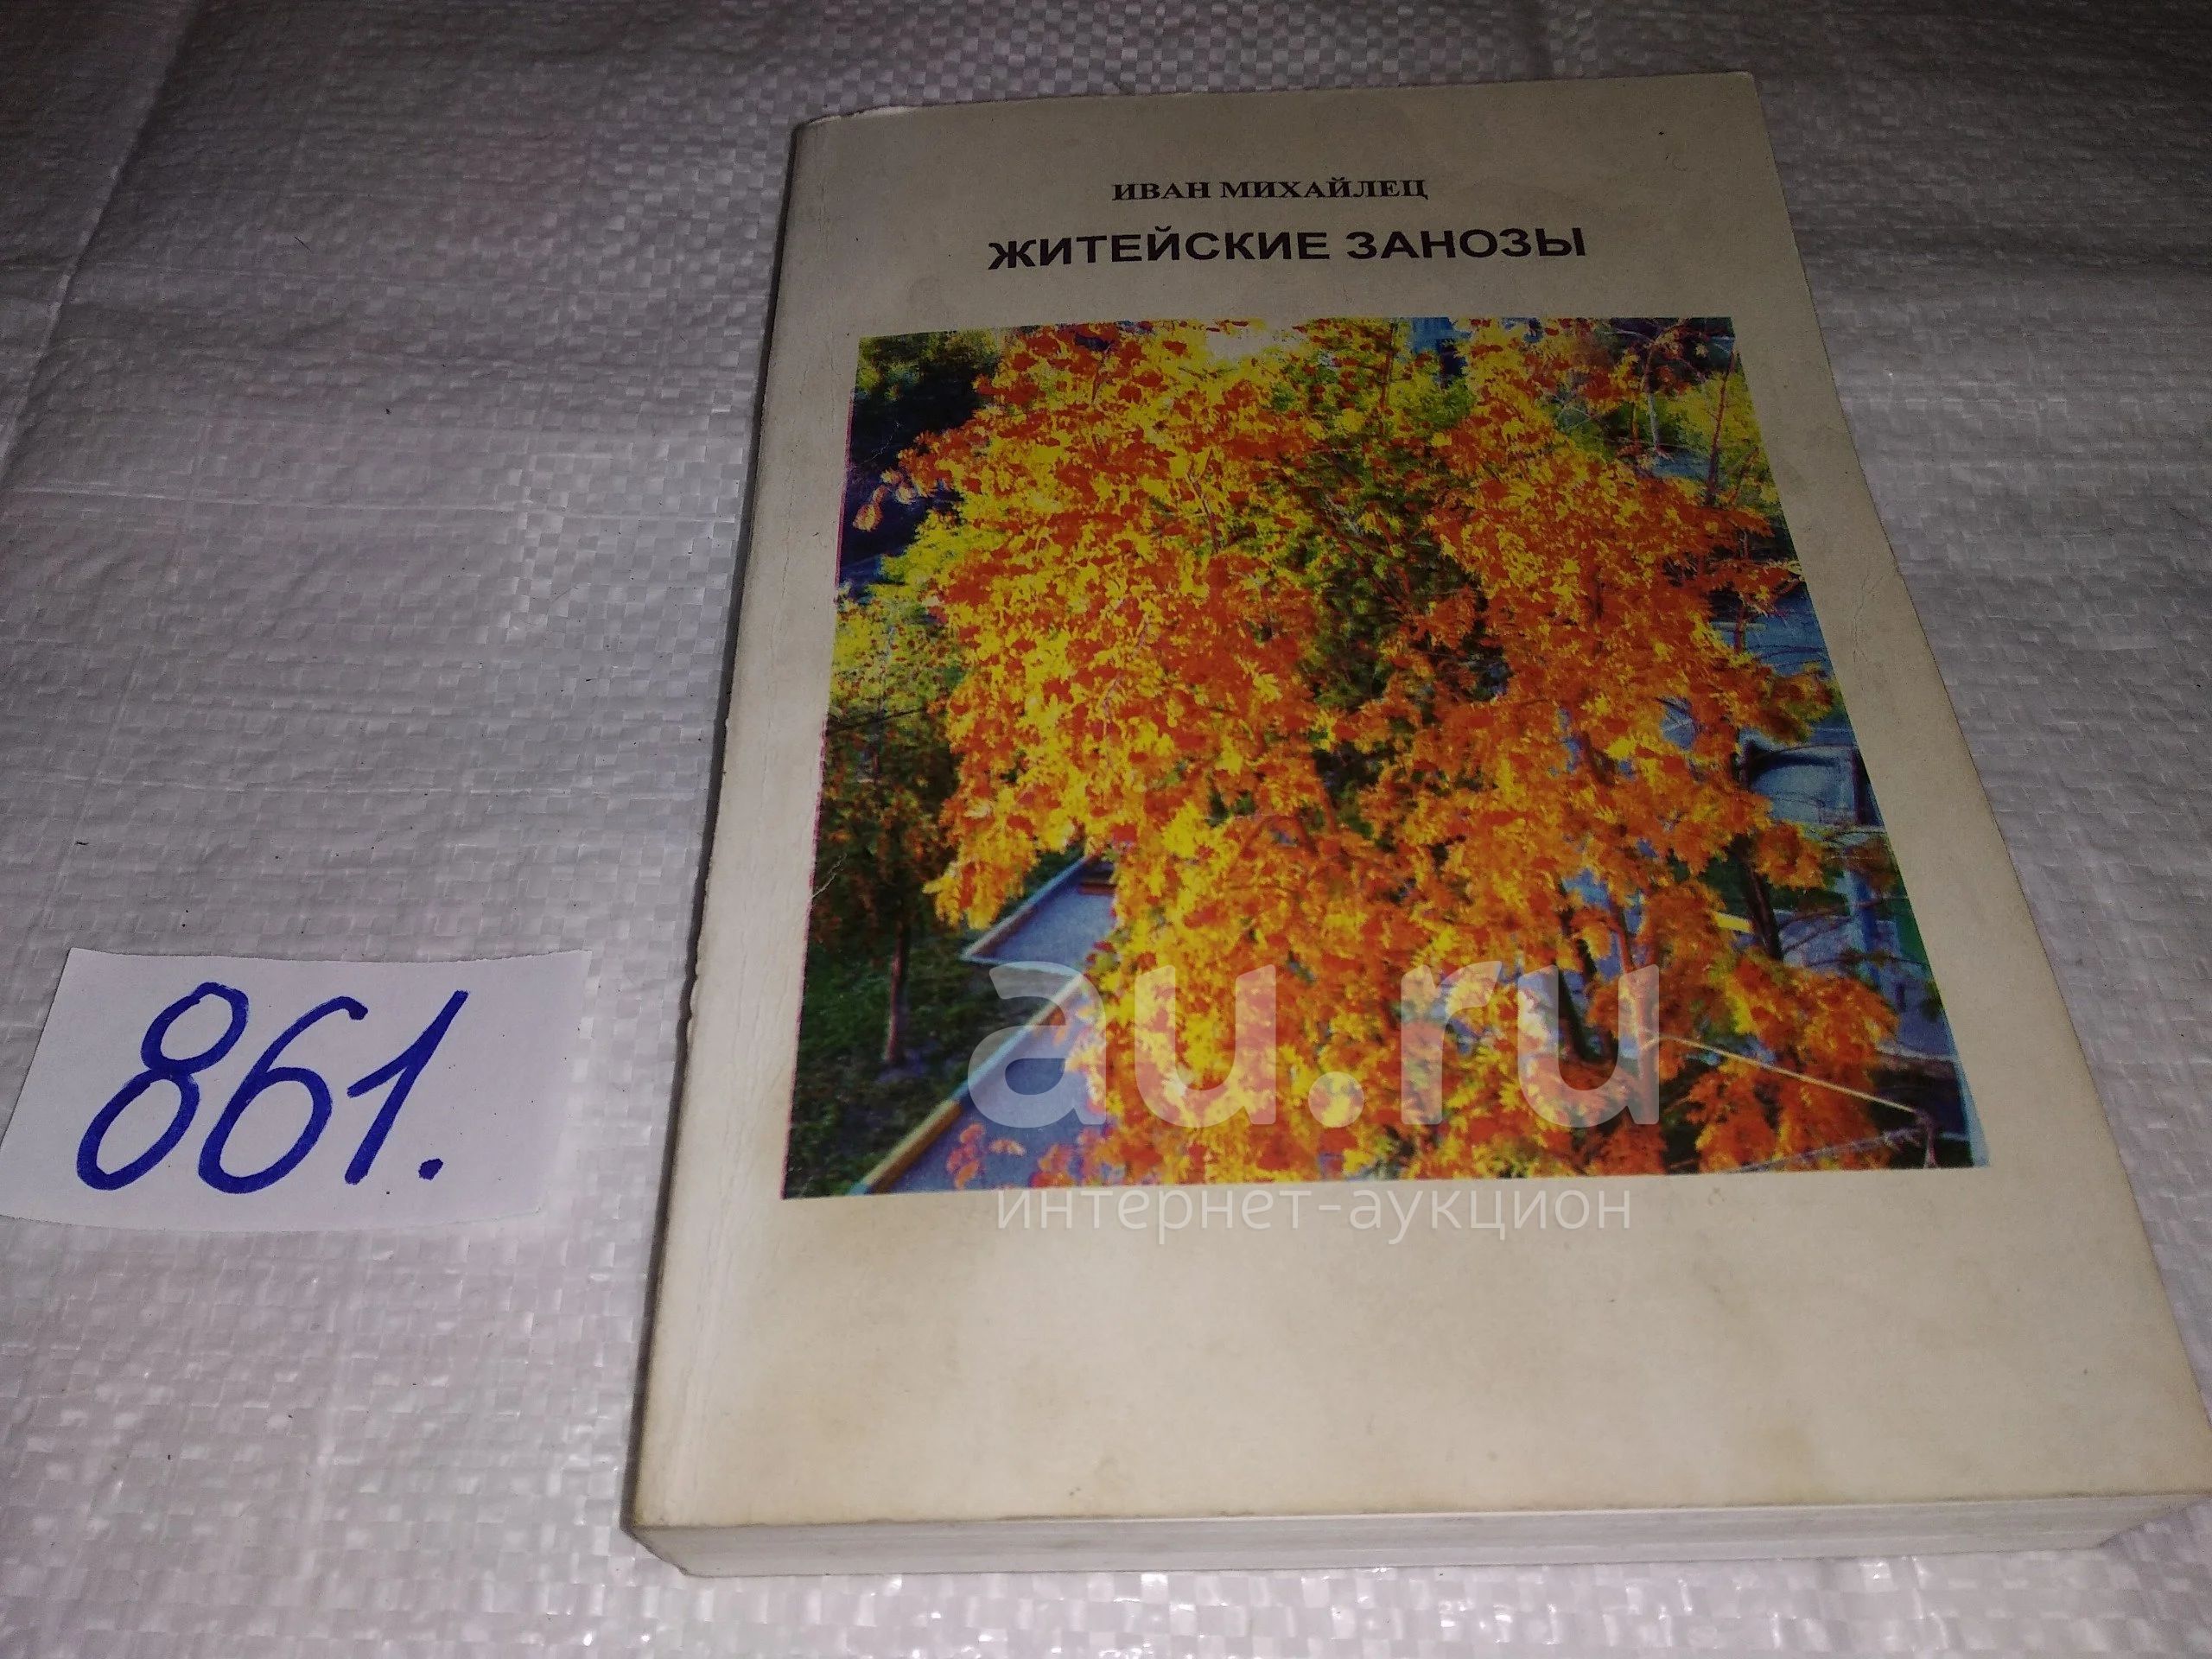 ИВАН МИХАЙЛЕЦ
ЖИТЕЙСКИЕ ЗАНОЗЫ
861.
au.ru
интернет-аукцион